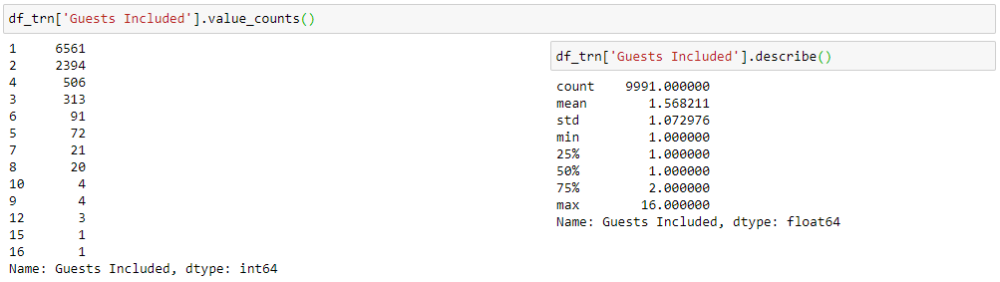 df_trn['Guests Included'].value_counts()
1 6561
2 2394
4 506
3 313
6 91
5 72
7 21
8 20
10 4
9 4
12 3
15 1
16 1
Name: Guests Included, dtype: int64
df_trn['Guests Included'].describe()
count 9991.000000
mean 1.568211
std 1.072976
min 1.000000
25% 1.000000
50% 1.000000
75% 2.000000
max 16.000000
Name: Guests Included, dtype: float64